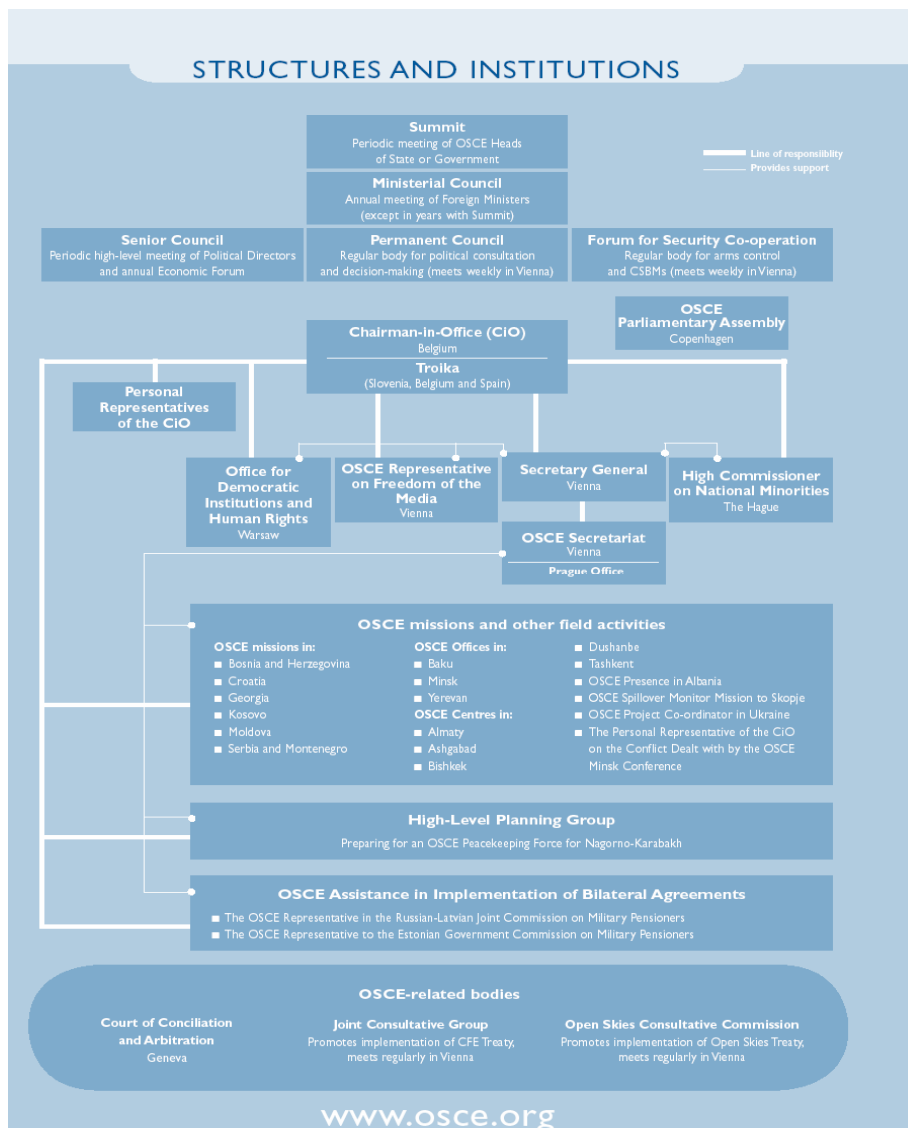 STRUCTURES AND INSTITUTIONS
Summit
Periodic meeting of OSCE Heads
of State or Government
Line of responsiblity
Provides support
Ministerial Council
Annual meeting of Foreign Ministers
(except in years with Summit)
Senior Council
Periodic high-level meeting of Political Directors
and annual Economic Forum
Permanent Council
Regular body for political consultation
and decision-making (meets weekly in Vienna)
Forum for Security Co-operation
Regular body for arms control
and CSBMs (meets weekly in Vienna)
OSCE
Parliamentary Assembly
Copenhagen
Chairman-in-Office (CiO)
Belgium
Troika
(Slovenia, Belgium and Spain)
Personal
Representatives
of the CiO
Office for
Democratic
Institutions and
Human Rights
Warsaw
OSCE Representative
on Freedom of the
Media
Vienna
Secretary General
Vienna
High Commissioner
on National Minorities
The Hague
OSCE Secretariat
Vienna
Prague Office
OSCE missions and other field activities
OSCE missions in:
Bosnia and Herzegovina
Croatia
Georgia
Kosovo
Moldova
Serbia and Montenegro
OSCE Offices in:
Baku
Minsk
Yerevan
OSCE Centres in:
Almaty
Ashgabad
Bishkek
Dushanbe
Tashkent
OSCE Presence in Albania
OSCE Spillover Monitor Mission to Skopje
OSCE Project Co-ordinator in Ukraine
The Personal Representative of the CiO
on the Conflict Dealt with by the OSCE
Minsk Conference
High-Level Planning Group
Preparing for an OSCE Peacekeeping Force for Nagorno-Karabakh
OSCE Assistance in Implementation of Bilateral Agreements
The OSCE Representative in the Russian-Latvian Joint Commission on Military Pensioners
The OSCE Representative to the Estonian Government Commission on Military Pensioners
OSCE-related bodies
Court of Conciliation
and Arbitration
Geneva
Joint Consultative Group
Promotes implementation of CFE Treaty,
meets regularly in Vienna
Open Skies Consultative Commission
Promotes implementation of Open Skies Treaty,
meets regularly in Vienna
www.osce.org